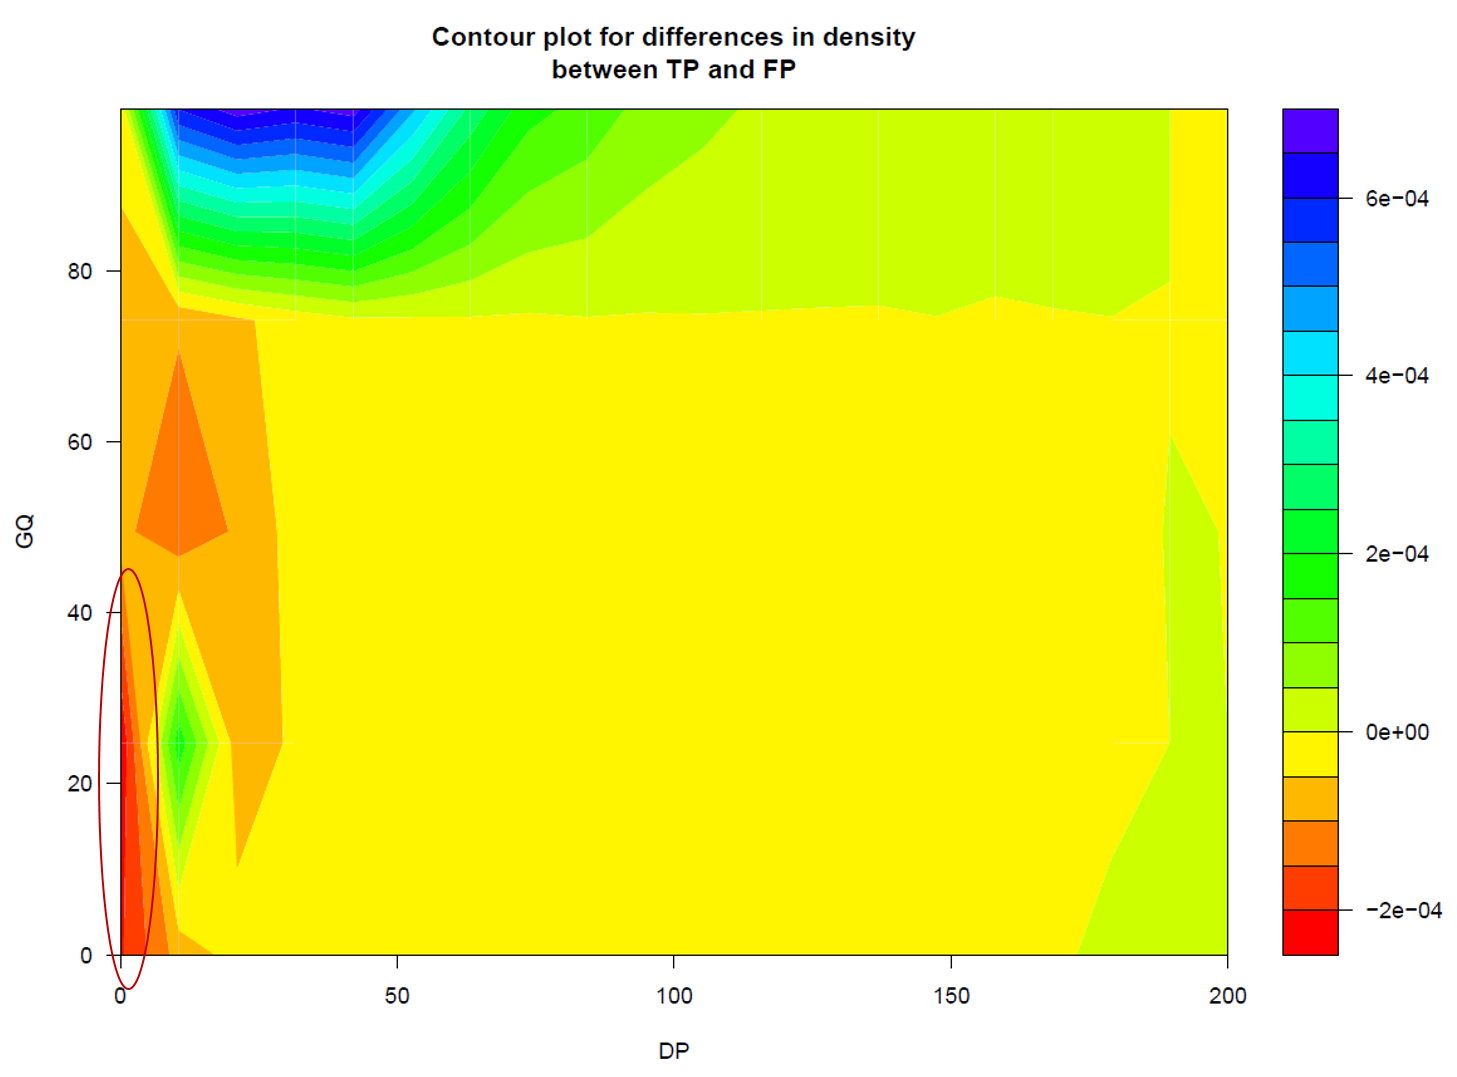 Contour plot for differences in density
between TP and FP
GQ
80
60
40
20
0
0
50
100
150
200
DP
6e−04
4e−04
2e−04
0e+00
−2e−04